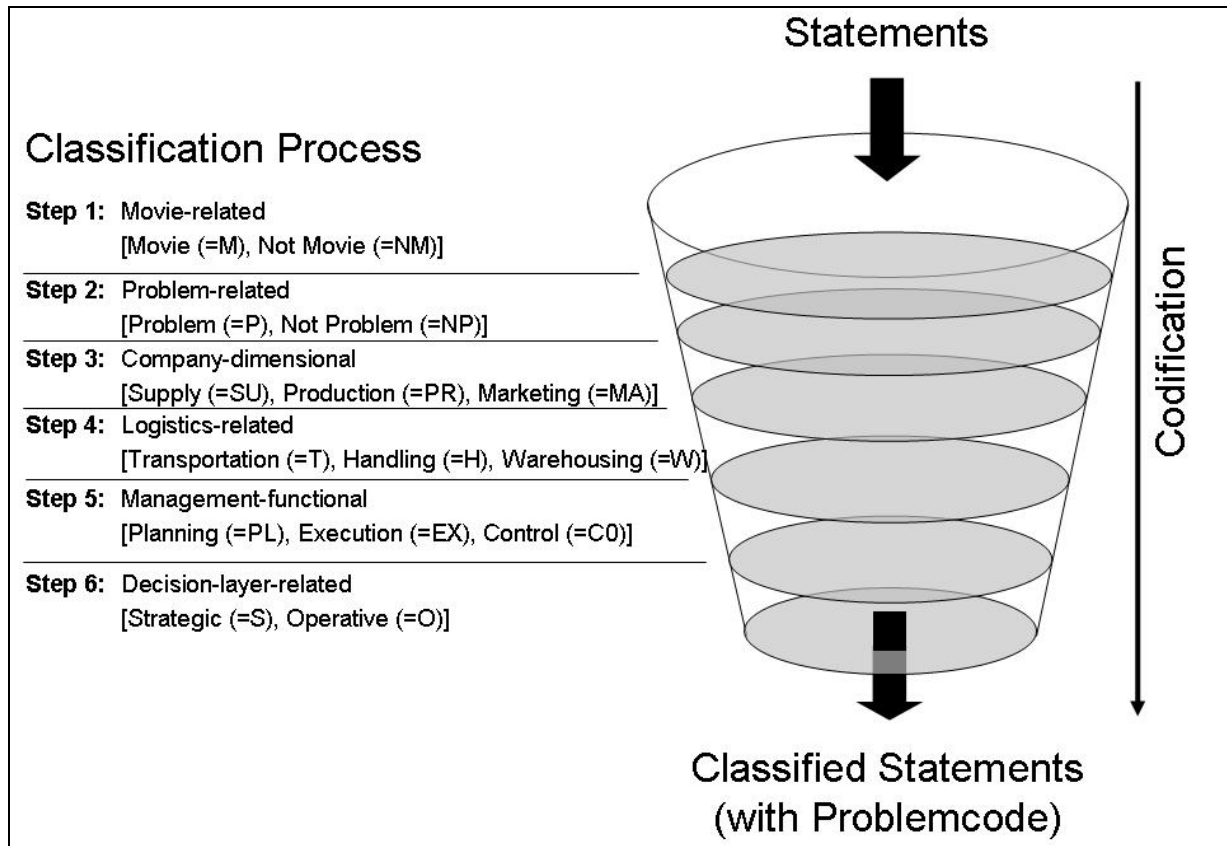 Statements
Classification Process
Step 1: Movie-related
[Movie (=M), Not Movie (=NM)]
Step 2: Problem-related
[Problem (=P), Not Problem (=NP)]
Step 3: Company-dimensional
[Supply (=SU), Production (=PR), Marketing (=MA)]
Step 4: Logistics-related
[Transportation (=T), Handling (=H), Warehousing (=W)]
Step 5: Management-functional
[Planning (=PL), Execution (=EX), Control (=C0)]
Step 6: Decision-layer-related
[Strategic (=S), Operative (=O)]
Codification
Classified Statements
(with Problemcode)